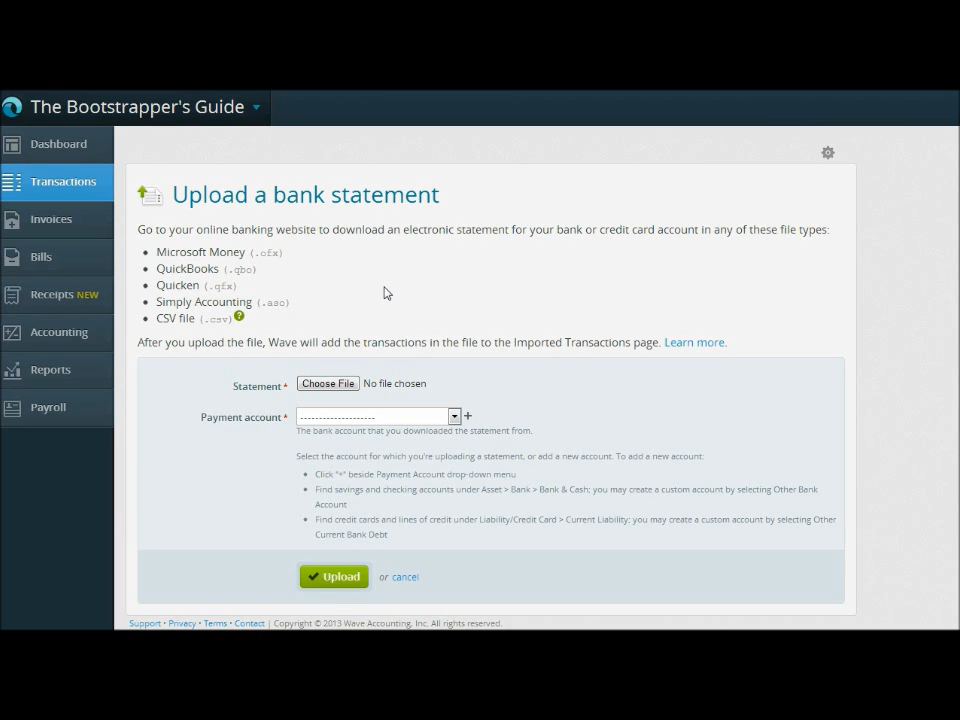 The Bootstrapper's Guide
Dashboard
Transactions
Invoices
Bills
Receipts NEW
Accounting
Reports
Payroll
Upload a bank statement
Go to your online banking website to download an electronic statement for your bank or credit card account in any of these file types:
• Microsoft Money (.ofx)
• QuickBooks (.qbo)
• Quicken (.qfx)
• Simply Accounting (.aso)
• CSV file (.csv) ?
After you upload the file, Wave will add the transactions in the file to the Imported Transactions page. Learn more.
Statement * Choose File No file chosen
Payment account * -------------------- +
The bank account that you downloaded the statement from.
Select the account for which you're uploading a statement, or add a new account. To add a new account:
• Click "+" beside Payment Account drop-down menu
• Find savings and checking accounts under Asset > Bank > Bank & Cash; you may create a custom account by selecting Other Bank
Account
• Find credit cards and lines of credit under Liability/Credit Card > Current Liability; you may create a custom account by selecting Other
Current Bank Debt
Upload or cancel
Support • Privacy • Terms • Contact | Copyright © 2013 Wave Accounting, Inc. All rights reserved.